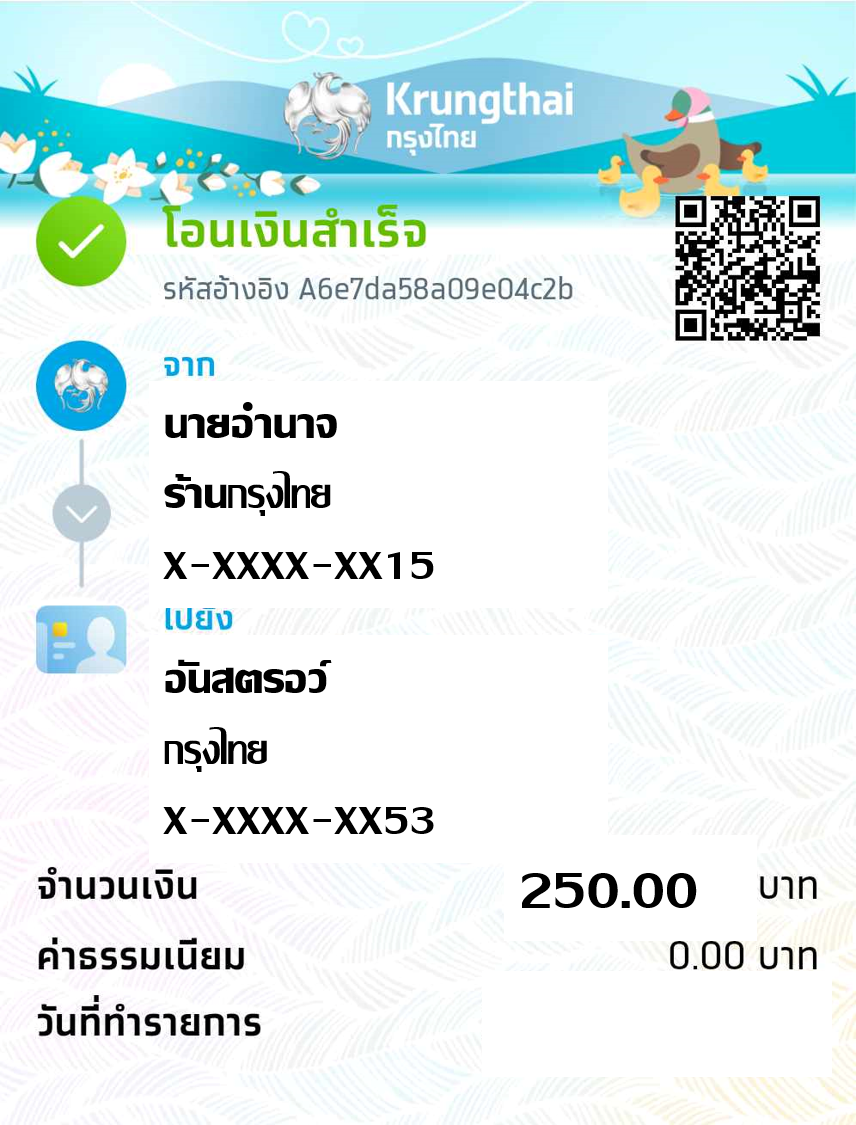 Krungthai
กรุงไทย
โอนเงินสำเร็จ
รหัสอ้างอิง A6e7da58a09e04c2b
จาก
นายอำนาจ
ร้านกรุงไทย
X-XXXX-XX15
ไปยัง
อันสตรอว์
กรุงไทย
X-XXXX-XX53
จำนวนเงิน 250.00 บาท
ค่าธรรมเนียม 0.00 บาท
วันที่ทำรายการ